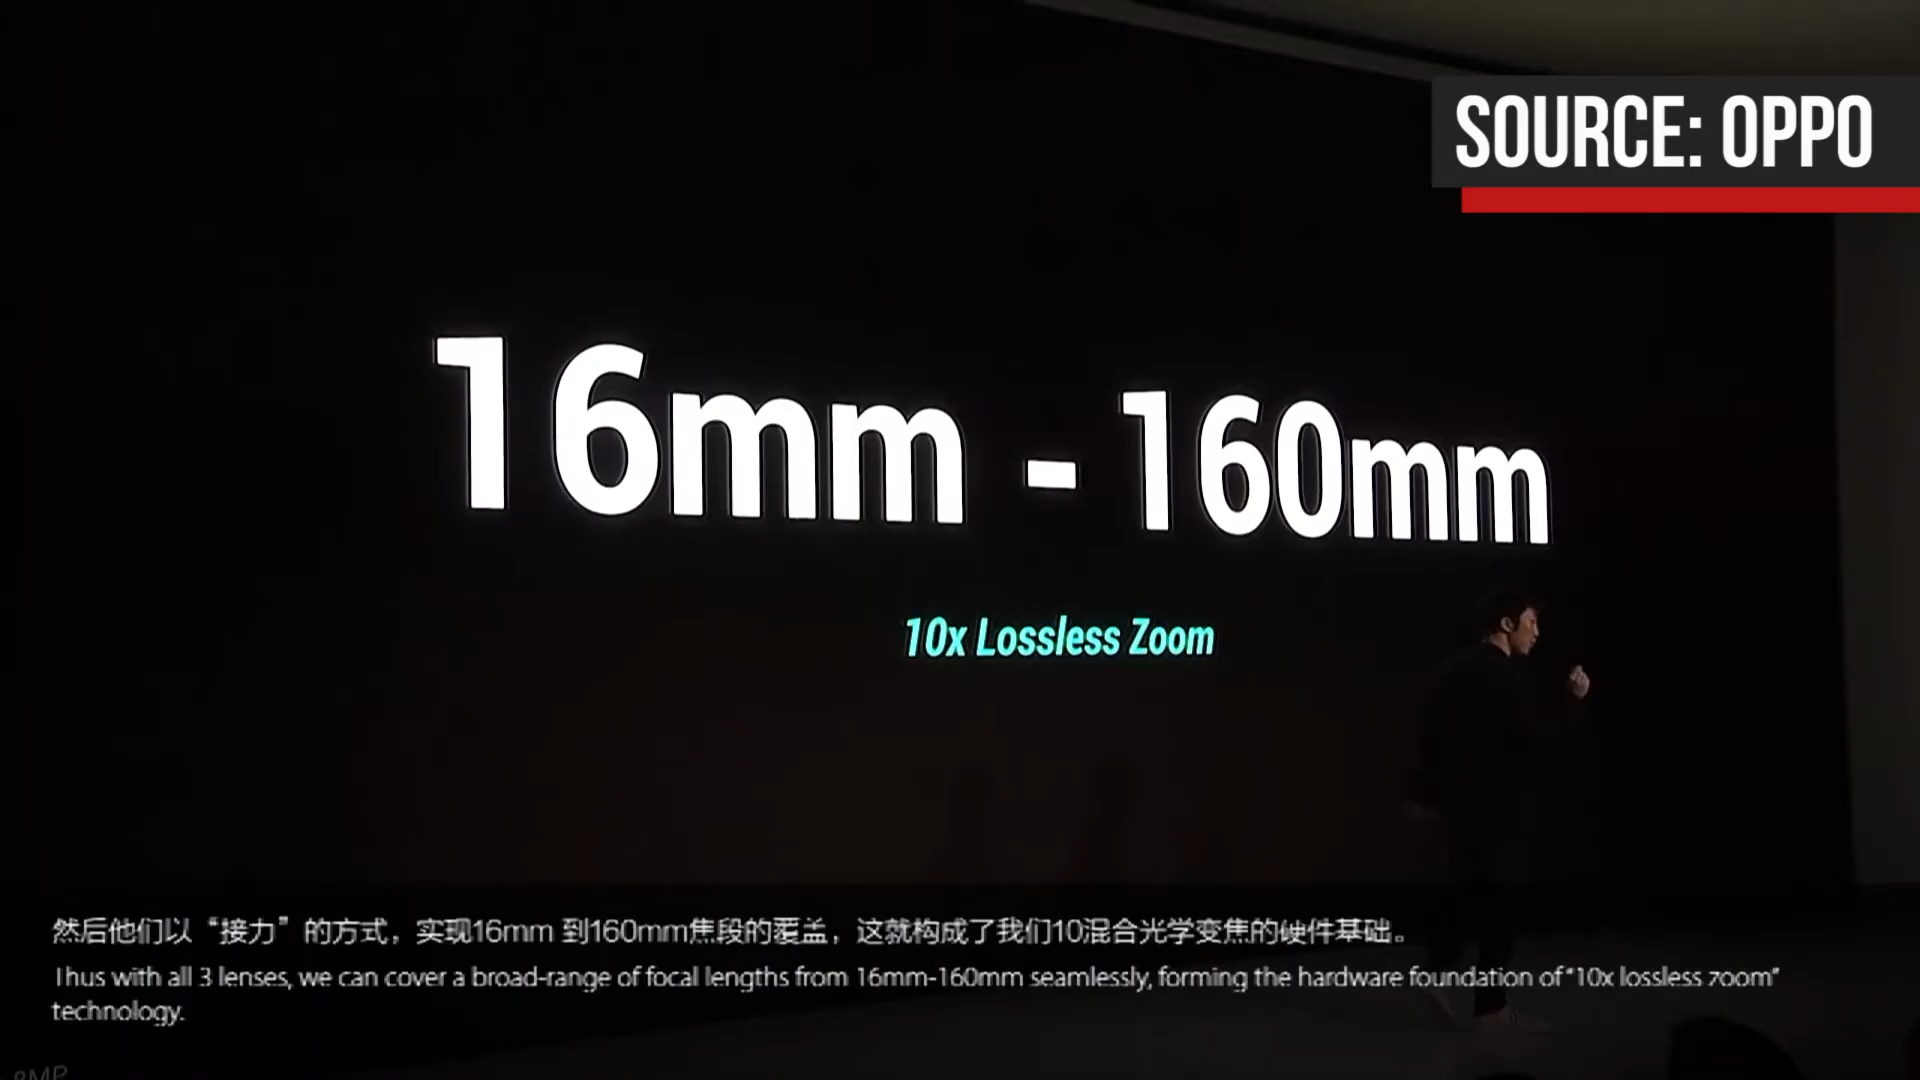 SOURCE: OPPO
16mm - 160mm
10x Lossless Zoom
然后他们以“接力”的方式，实现16mm 到160mm焦段的覆盖，这就构成了我们10混合光学变焦的硬件基础。
Thus with all 3 lenses, we can cover a broad-range of focal lengths from 16mm-160mm seamlessly, forming the hardware foundation of "10x lossless zoom"
technology.
8MP